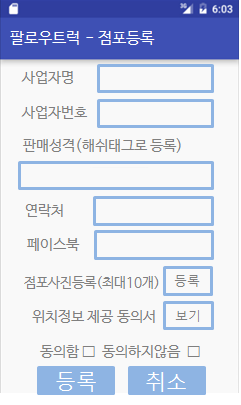 3G 6:03
팔로우트럭 - 점포등록
사업자명
사업자번호
판매성격(해쉬태그로 등록)
연락처
페이스북
점포사진등록(최대10개) 등록
위치정보 제공 동의서 보기
동의함 □ 동의하지않음 □
등록 취소